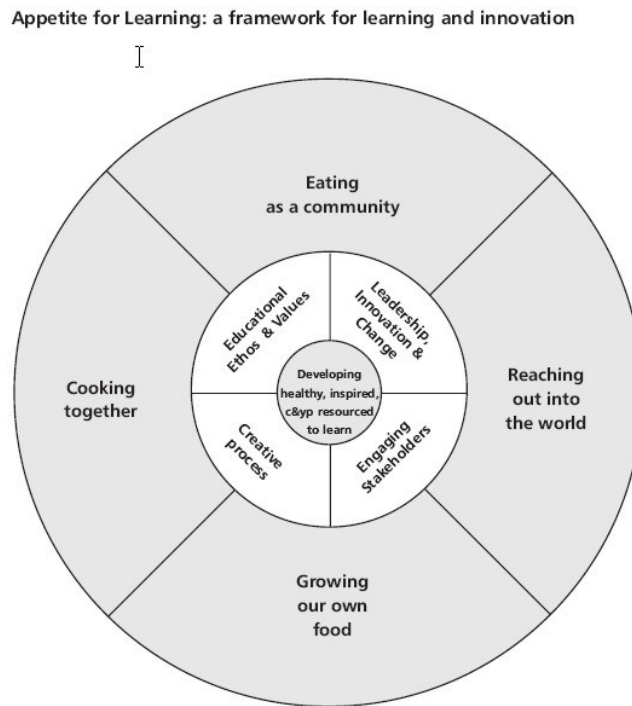 Appetite for Learning: a framework for learning and innovation
Eating
as a community
Educational
Ethos & Values
Leadership,
Innovation &
Change
Cooking
together
Developing
healthy, inspired,
c&yp resourced
to learn
Reaching
out into
the world
Creative
process
Engaging
Stakeholders
Growing
our own
food